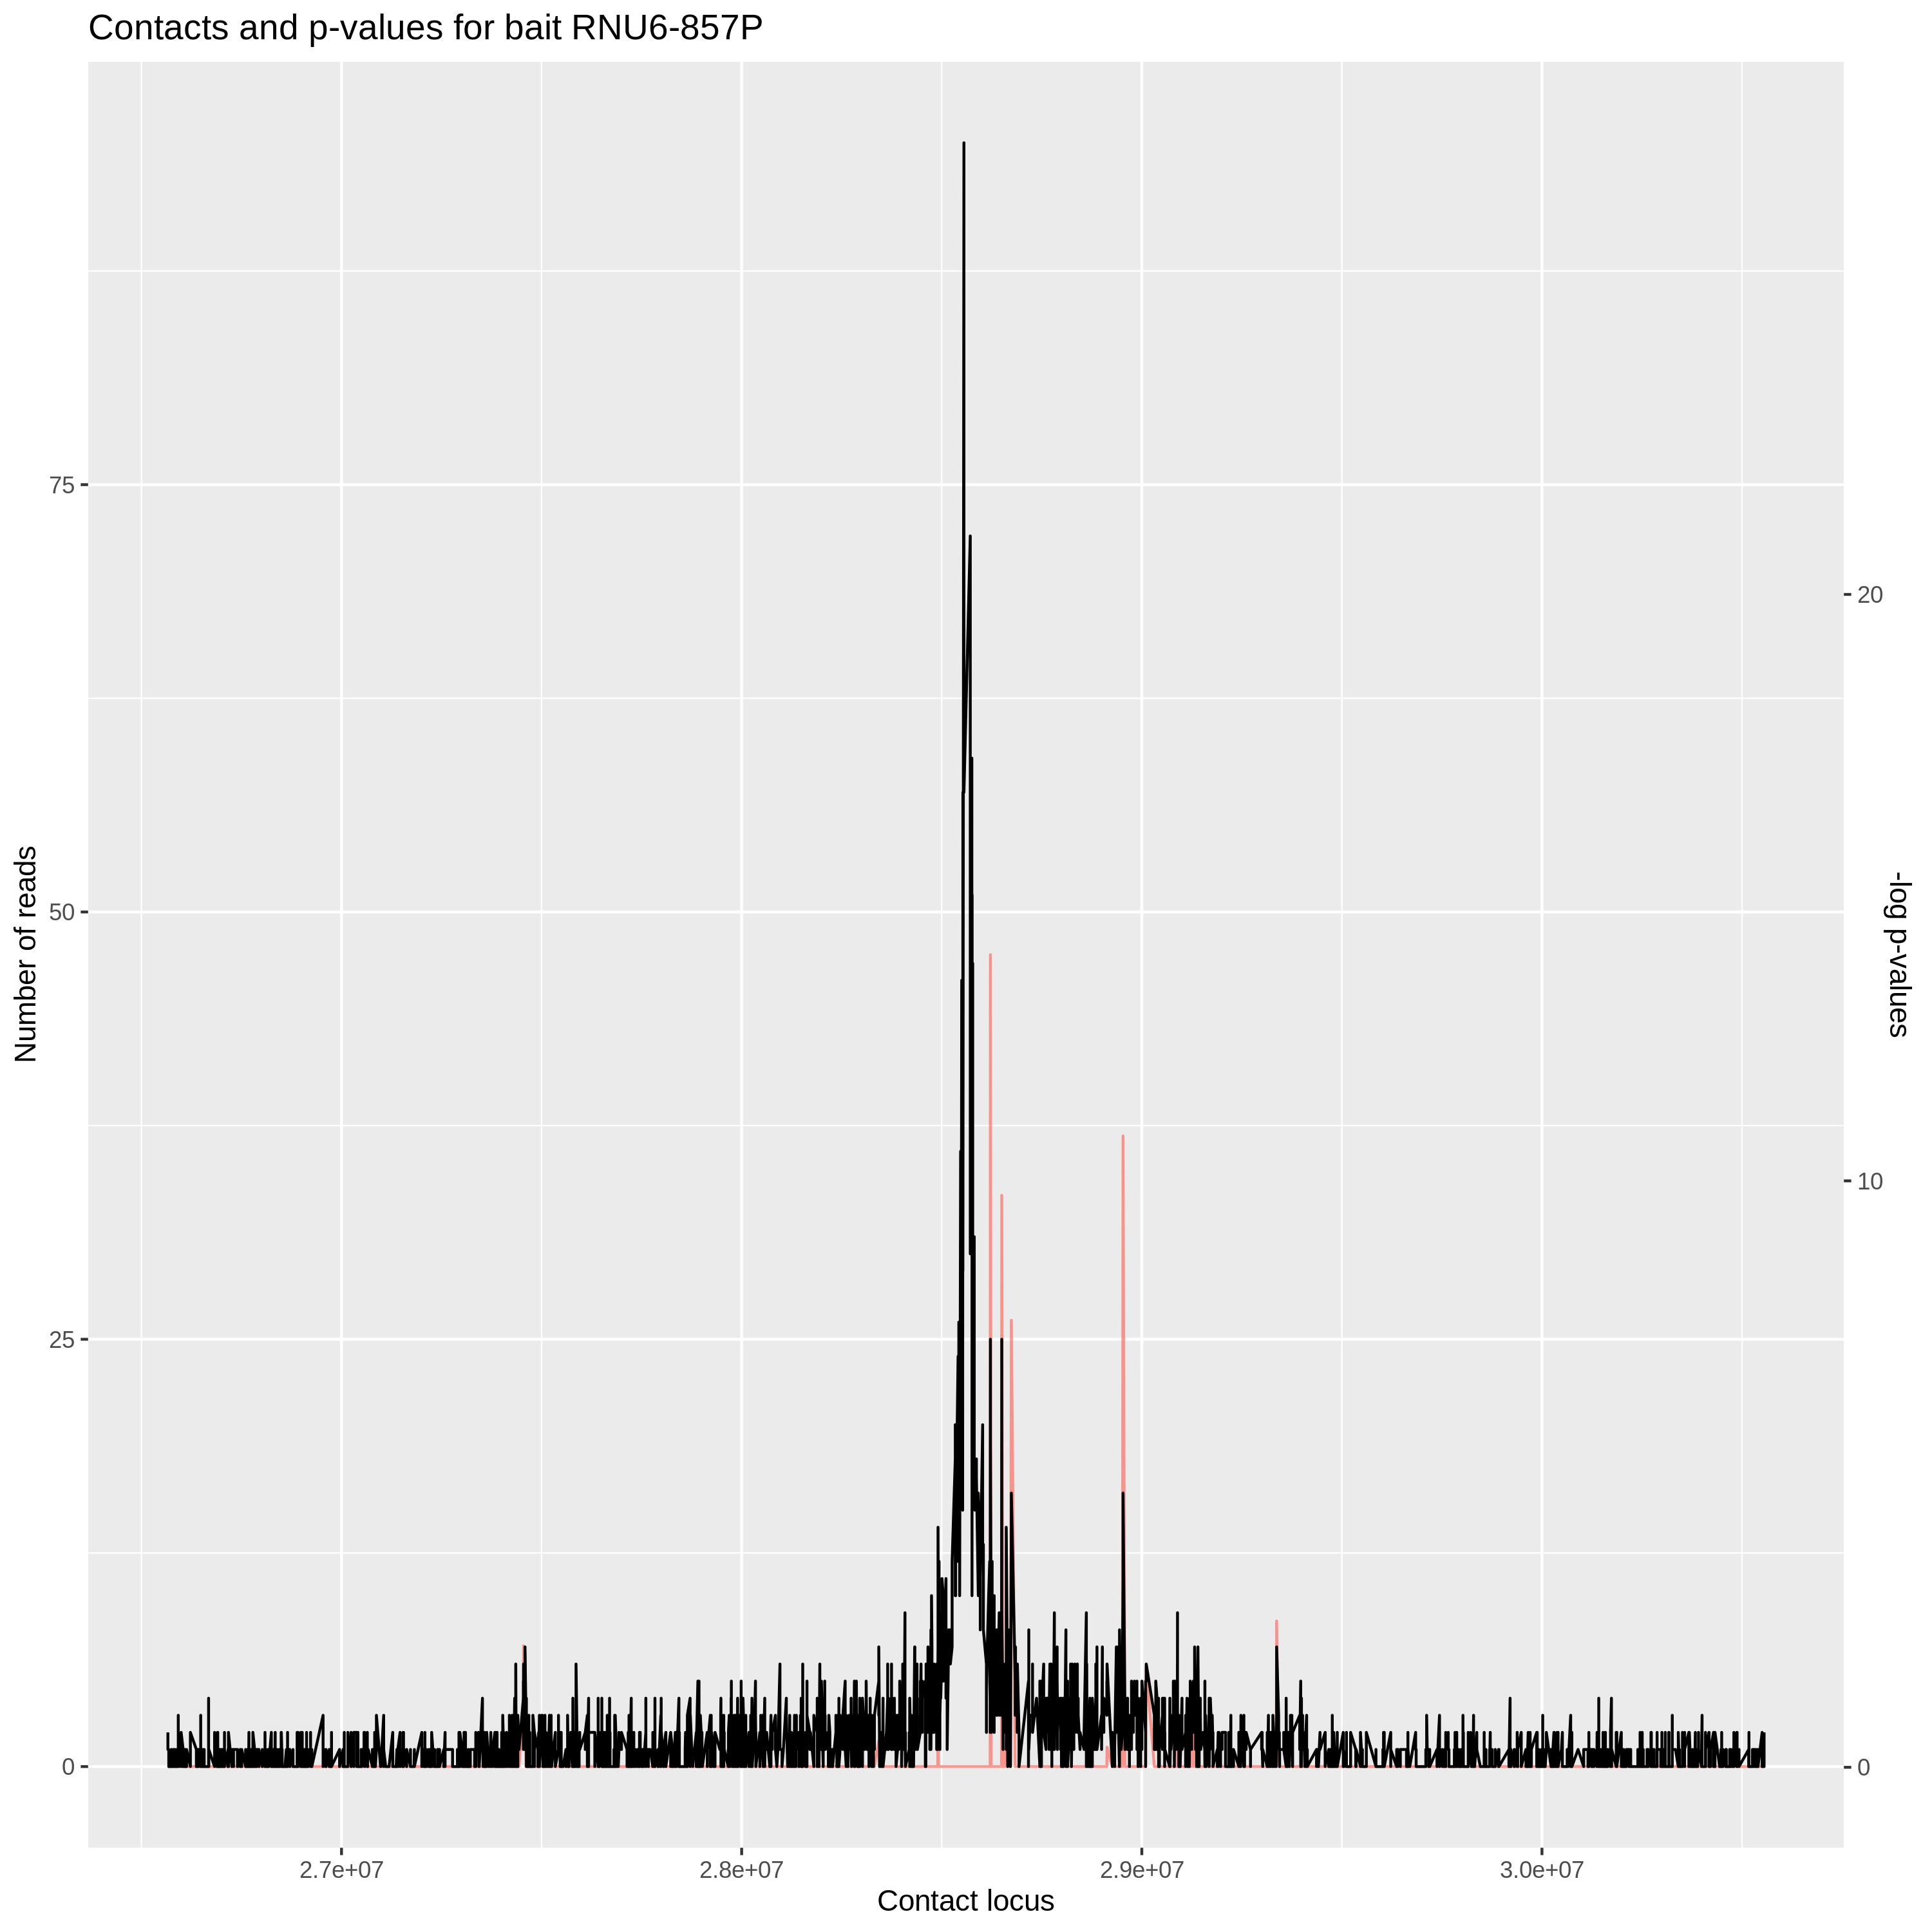 Contacts and p-values for bait RNU6-857P
75
50
25
0
Number of reads
20
10
0
-log p-values
2.7e+07
2.8e+07
2.9e+07
3.0e+07
Contact locus